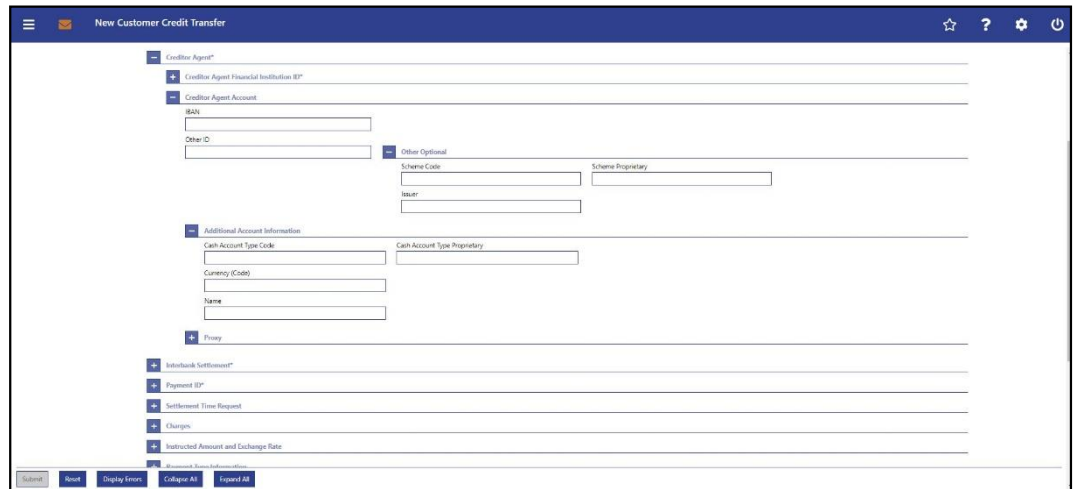 New Customer Credit Transfer
Creditor Agent*
Creditor Agent Financial Institution ID*
Creditor Agent Account
IBAN
Other ID
Other Optional
Scheme Code Scheme Proprietary
Issuer
Additional Account Information
Cash Account Type Code Cash Account Type Proprietary
Currency (Code)
Name
Proxy
Interbank Settlement*
Payment ID*
Settlement Time Request
Charges
Instructed Amount and Exchange Rate
Payment Type Information
Submit Reset Display Errors Collapse All Expand All